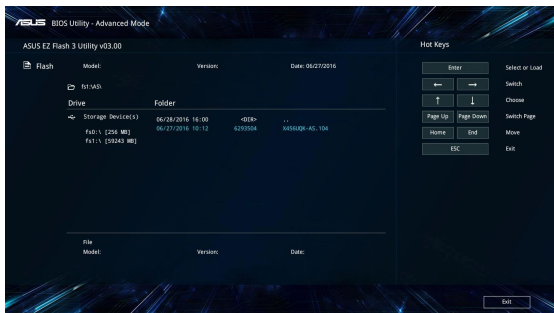 ASUS BIOS Utility - Advanced Mode
ASUS EZ Flash 3 Utility v03.00
Hot Keys
Flash Model: Version: Date: 06/27/2016
fs1:\AS\
Drive Folder
Storage Device(s)
fs0:\ [256 MB]
fs1:\ [59243 MB]
06/28/2016 16:00 <DIR> ..
06/27/2016 10:12 6293504 X456UQK-AS.104
File
Model: Version: Date:
Enter Select or Load
← → Switch
↑ ↓ Choose
Page Up Page Down Switch Page
Home End Move
ESC Exit
Exit